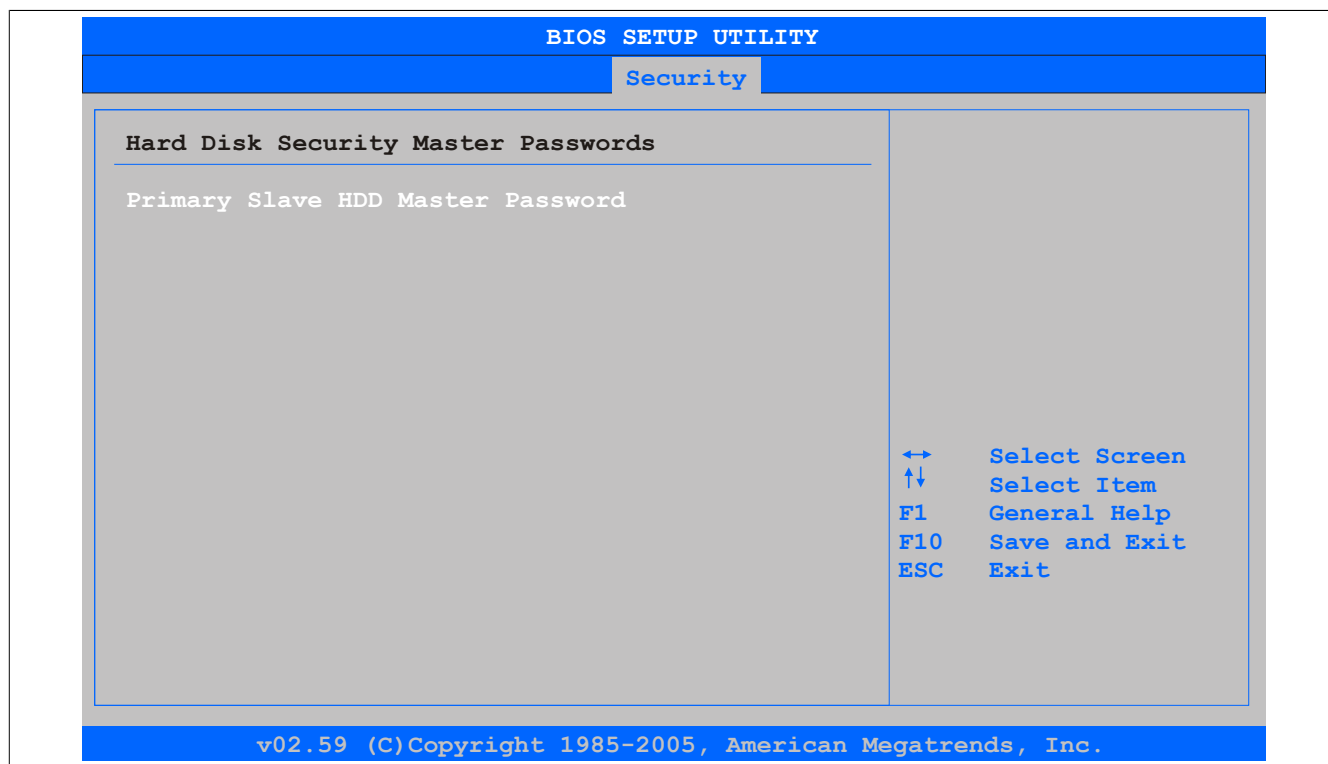 BIOS SETUP UTILITY
Security
Hard Disk Security Master Passwords
Primary Slave HDD Master Password
↔ Select Screen
↑↓ Select Item
F1 General Help
F10 Save and Exit
ESC Exit
v02.59 (C)Copyright 1985-2005, American Megatrends, Inc.